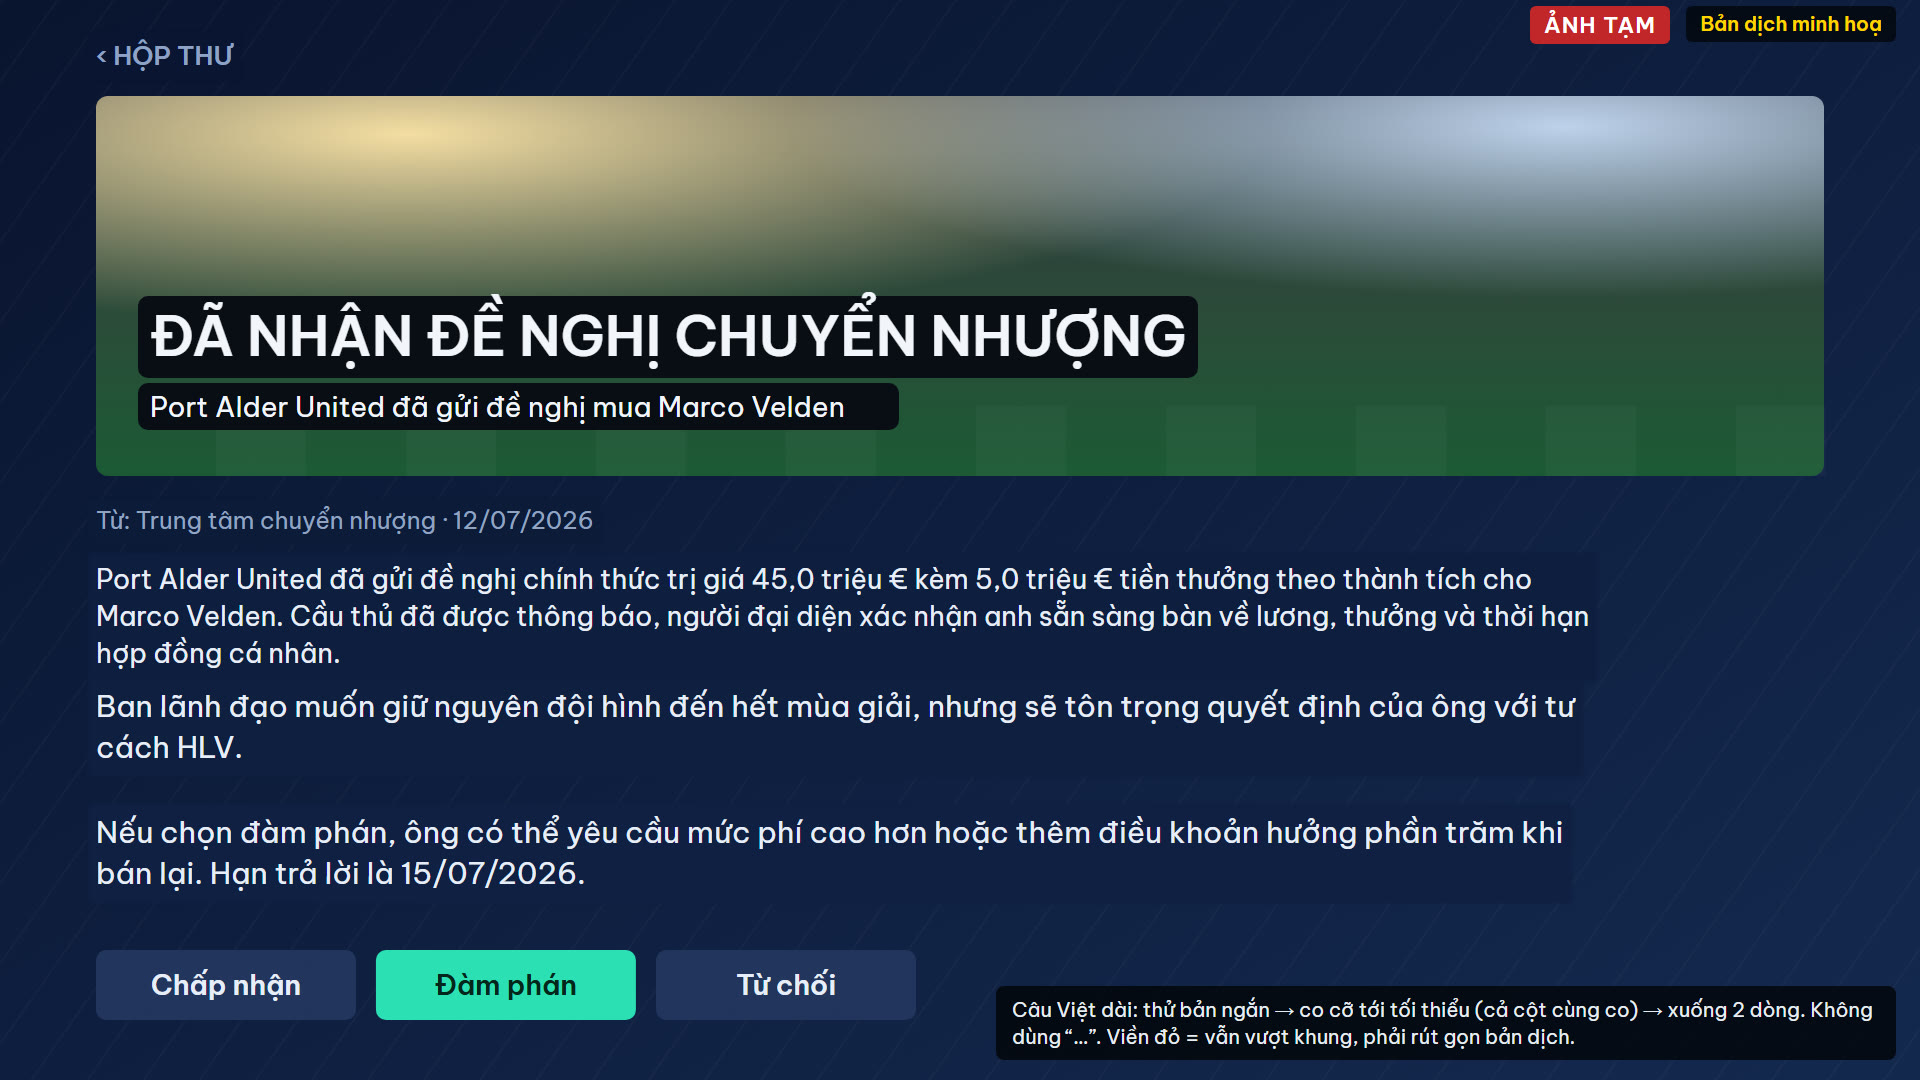 ẢNH TẠM
Bản dịch minh hoạ
‹ HỘP THƯ
ĐÃ NHẬN ĐỀ NGHỊ CHUYỂN NHƯỢNG
Port Alder United đã gửi đề nghị mua Marco Velden
Từ: Trung tâm chuyển nhượng · 12/07/2026
Port Alder United đã gửi đề nghị chính thức trị giá 45,0 triệu € kèm 5,0 triệu € tiền thưởng theo thành tích cho
Marco Velden. Cầu thủ đã được thông báo, người đại diện xác nhận anh sẵn sàng bàn về lương, thưởng và thời hạn
hợp đồng cá nhân.
Ban lãnh đạo muốn giữ nguyên đội hình đến hết mùa giải, nhưng sẽ tôn trọng quyết định của ông với tư
cách HLV.
Nếu chọn đàm phán, ông có thể yêu cầu mức phí cao hơn hoặc thêm điều khoản hưởng phần trăm khi
bán lại. Hạn trả lời là 15/07/2026.
Chấp nhận
Đàm phán
Từ chối
Câu Việt dài: thử bản ngắn → co cỡ tới tối thiểu (cả cột cùng co) → xuống 2 dòng. Không
dùng “…”. Viền đỏ = vẫn vượt khung, phải rút gọn bản dịch.